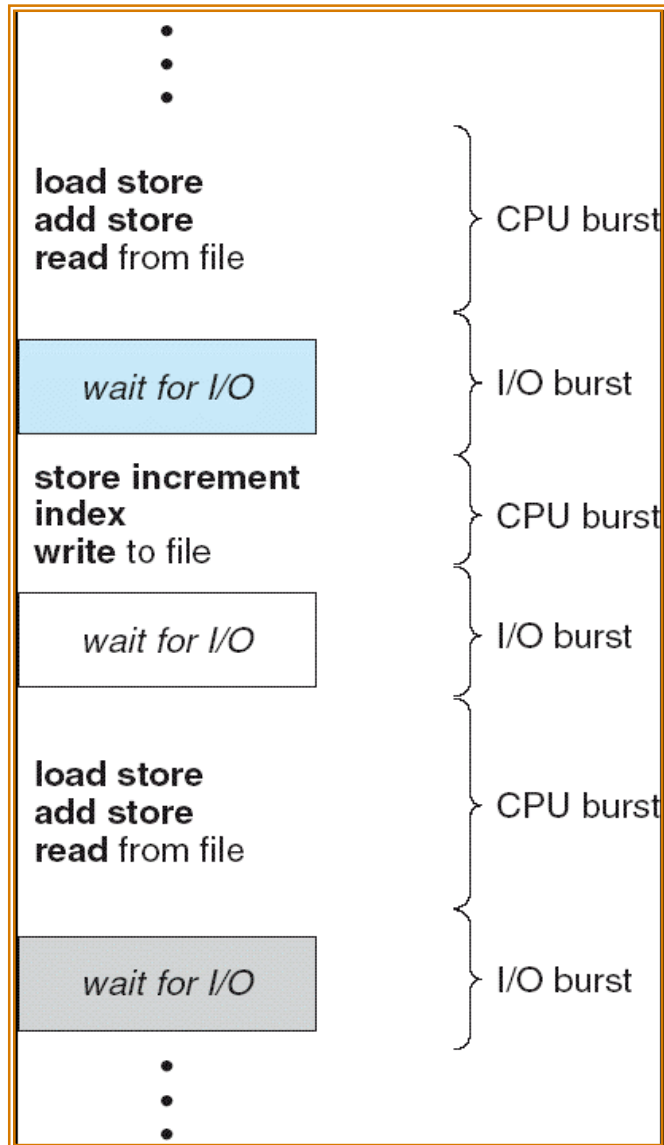 load store
add store
read from file
CPU burst
wait for I/O
I/O burst
store increment
index
write to file
CPU burst
wait for I/O
I/O burst
load store
add store
read from file
CPU burst
wait for I/O
I/O burst